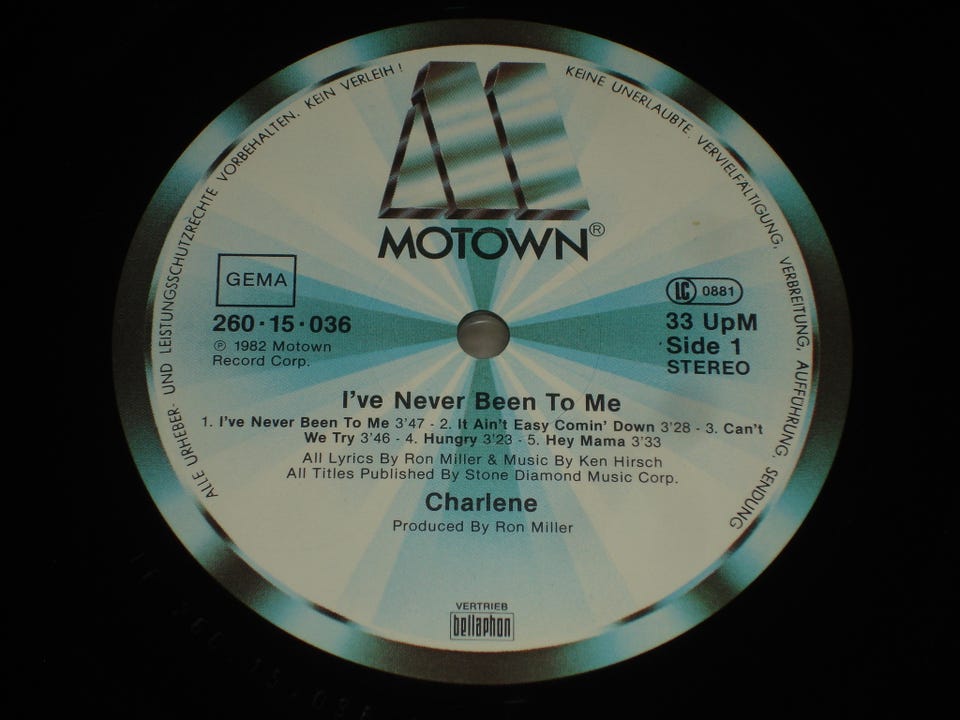 ALLE URHEBER- UND LEISTUNGSSCHUTZRECHTE VORBEHALTEN. KEIN VERLEIH! KEINE UNERLAUBTE VERVIELFÄLTIGUNG, VERBREITUNG, AUFFÜHRUNG, SENDUNG
MOTOWN®
GEMA
260·15·036
℗ 1982 Motown
Record Corp.
LC 0881
33 UpM
Side 1
STEREO
I've Never Been To Me
1. I've Never Been To Me 3'47 - 2. It Ain't Easy Comin' Down 3'28 - 3. Can't
We Try 3'46 - 4. Hungry 3'23 - 5. Hey Mama 3'33
All Lyrics By Ron Miller & Music By Ken Hirsch
All Titles Published By Stone Diamond Music Corp.
Charlene
Produced By Ron Miller
VERTRIEB
bellaphon